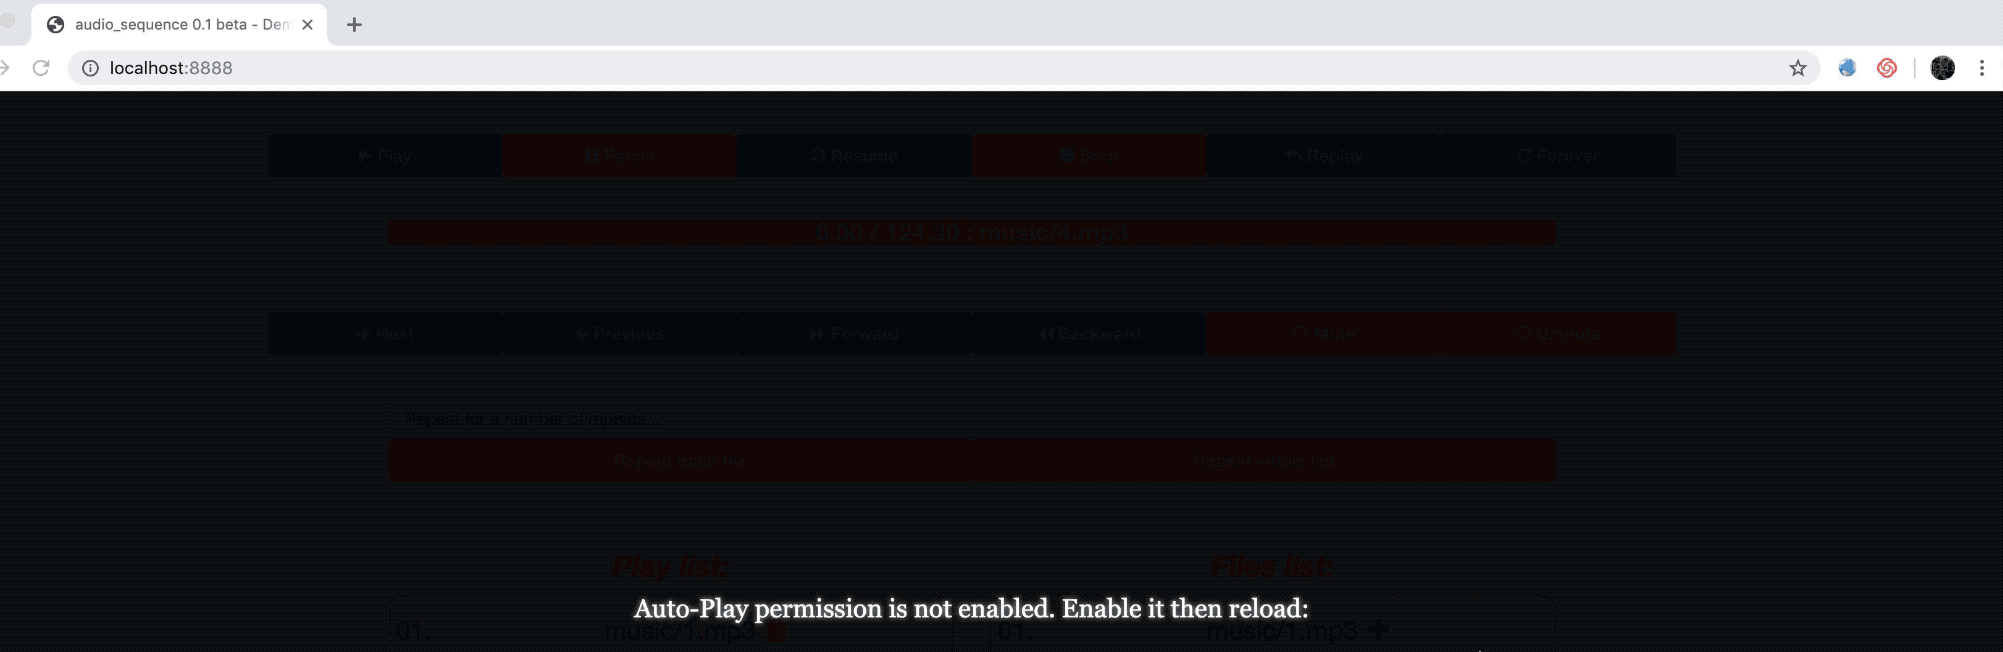 audio_sequence 0.1 beta - Dem
localhost:8888
Play Pause Resume Stop Replay Forever
0.00 / 124.30 : music/4.mp3
Next Previous Forward Backward Mute Unmute
Repeat for a number of repeats...
Repeat each file Repeat whole list
Play list: Files list:
Auto-Play permission is not enabled. Enable it then reload:
01. music/1.mp3 01. music/1.mp3